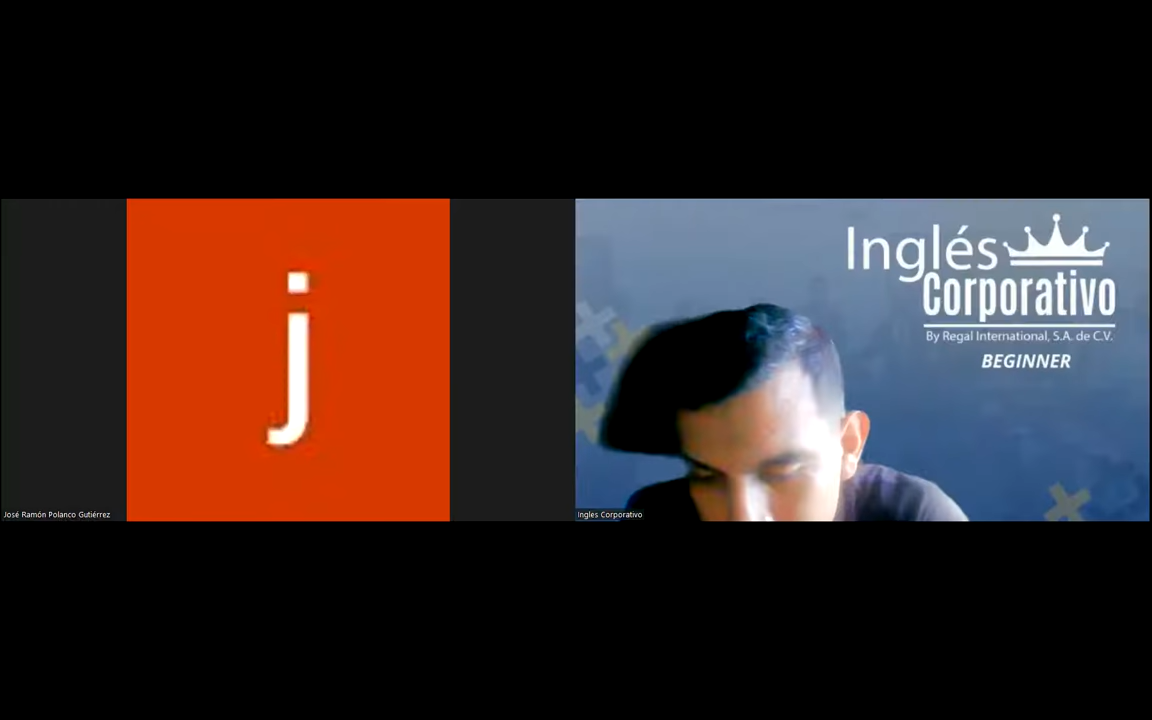 j
José Ramón Polanco Gutiérrez
Inglés
Corporativo
By Regal International, S.A. de C.V.
BEGINNER
Ingles Corporativo